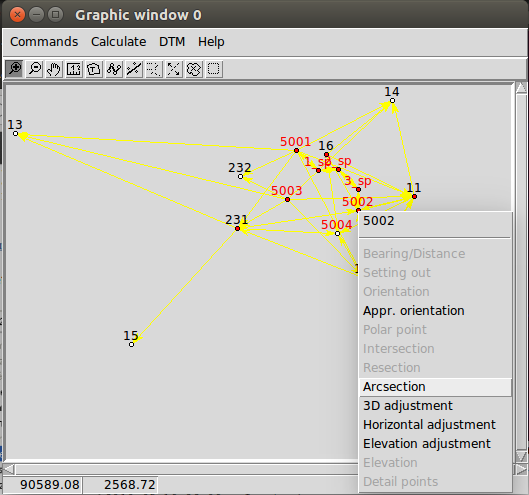 Graphic window 0
Commands Calculate DTM Help
14
13
5001
16
1_sp
_sp
232
3_sp
11
5003
5002
231
5004
15
5002
Bearing/Distance
Setting out
Orientation
Appr. orientation
Polar point
Intersection
Resection
Arcsection
3D adjustment
Horizontal adjustment
Elevation adjustment
Elevation
Detail points
90589.08 2568.72